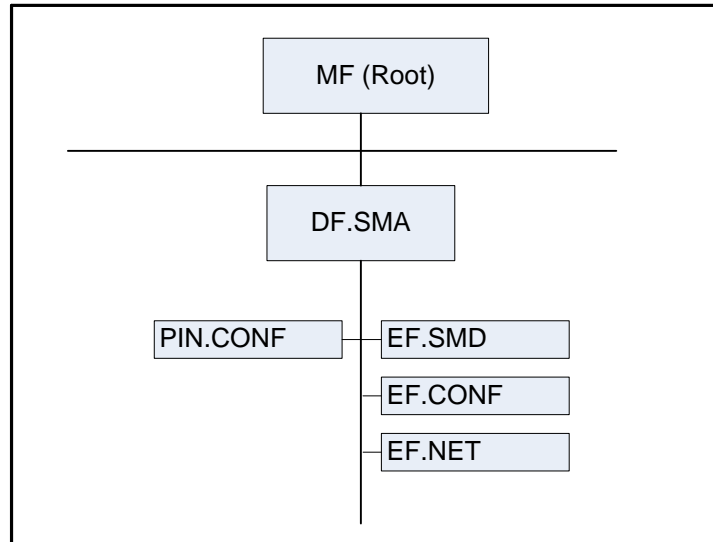 MF (Root)
DF.SMA
PIN.CONF
EF.SMD
EF.CONF
EF.NET